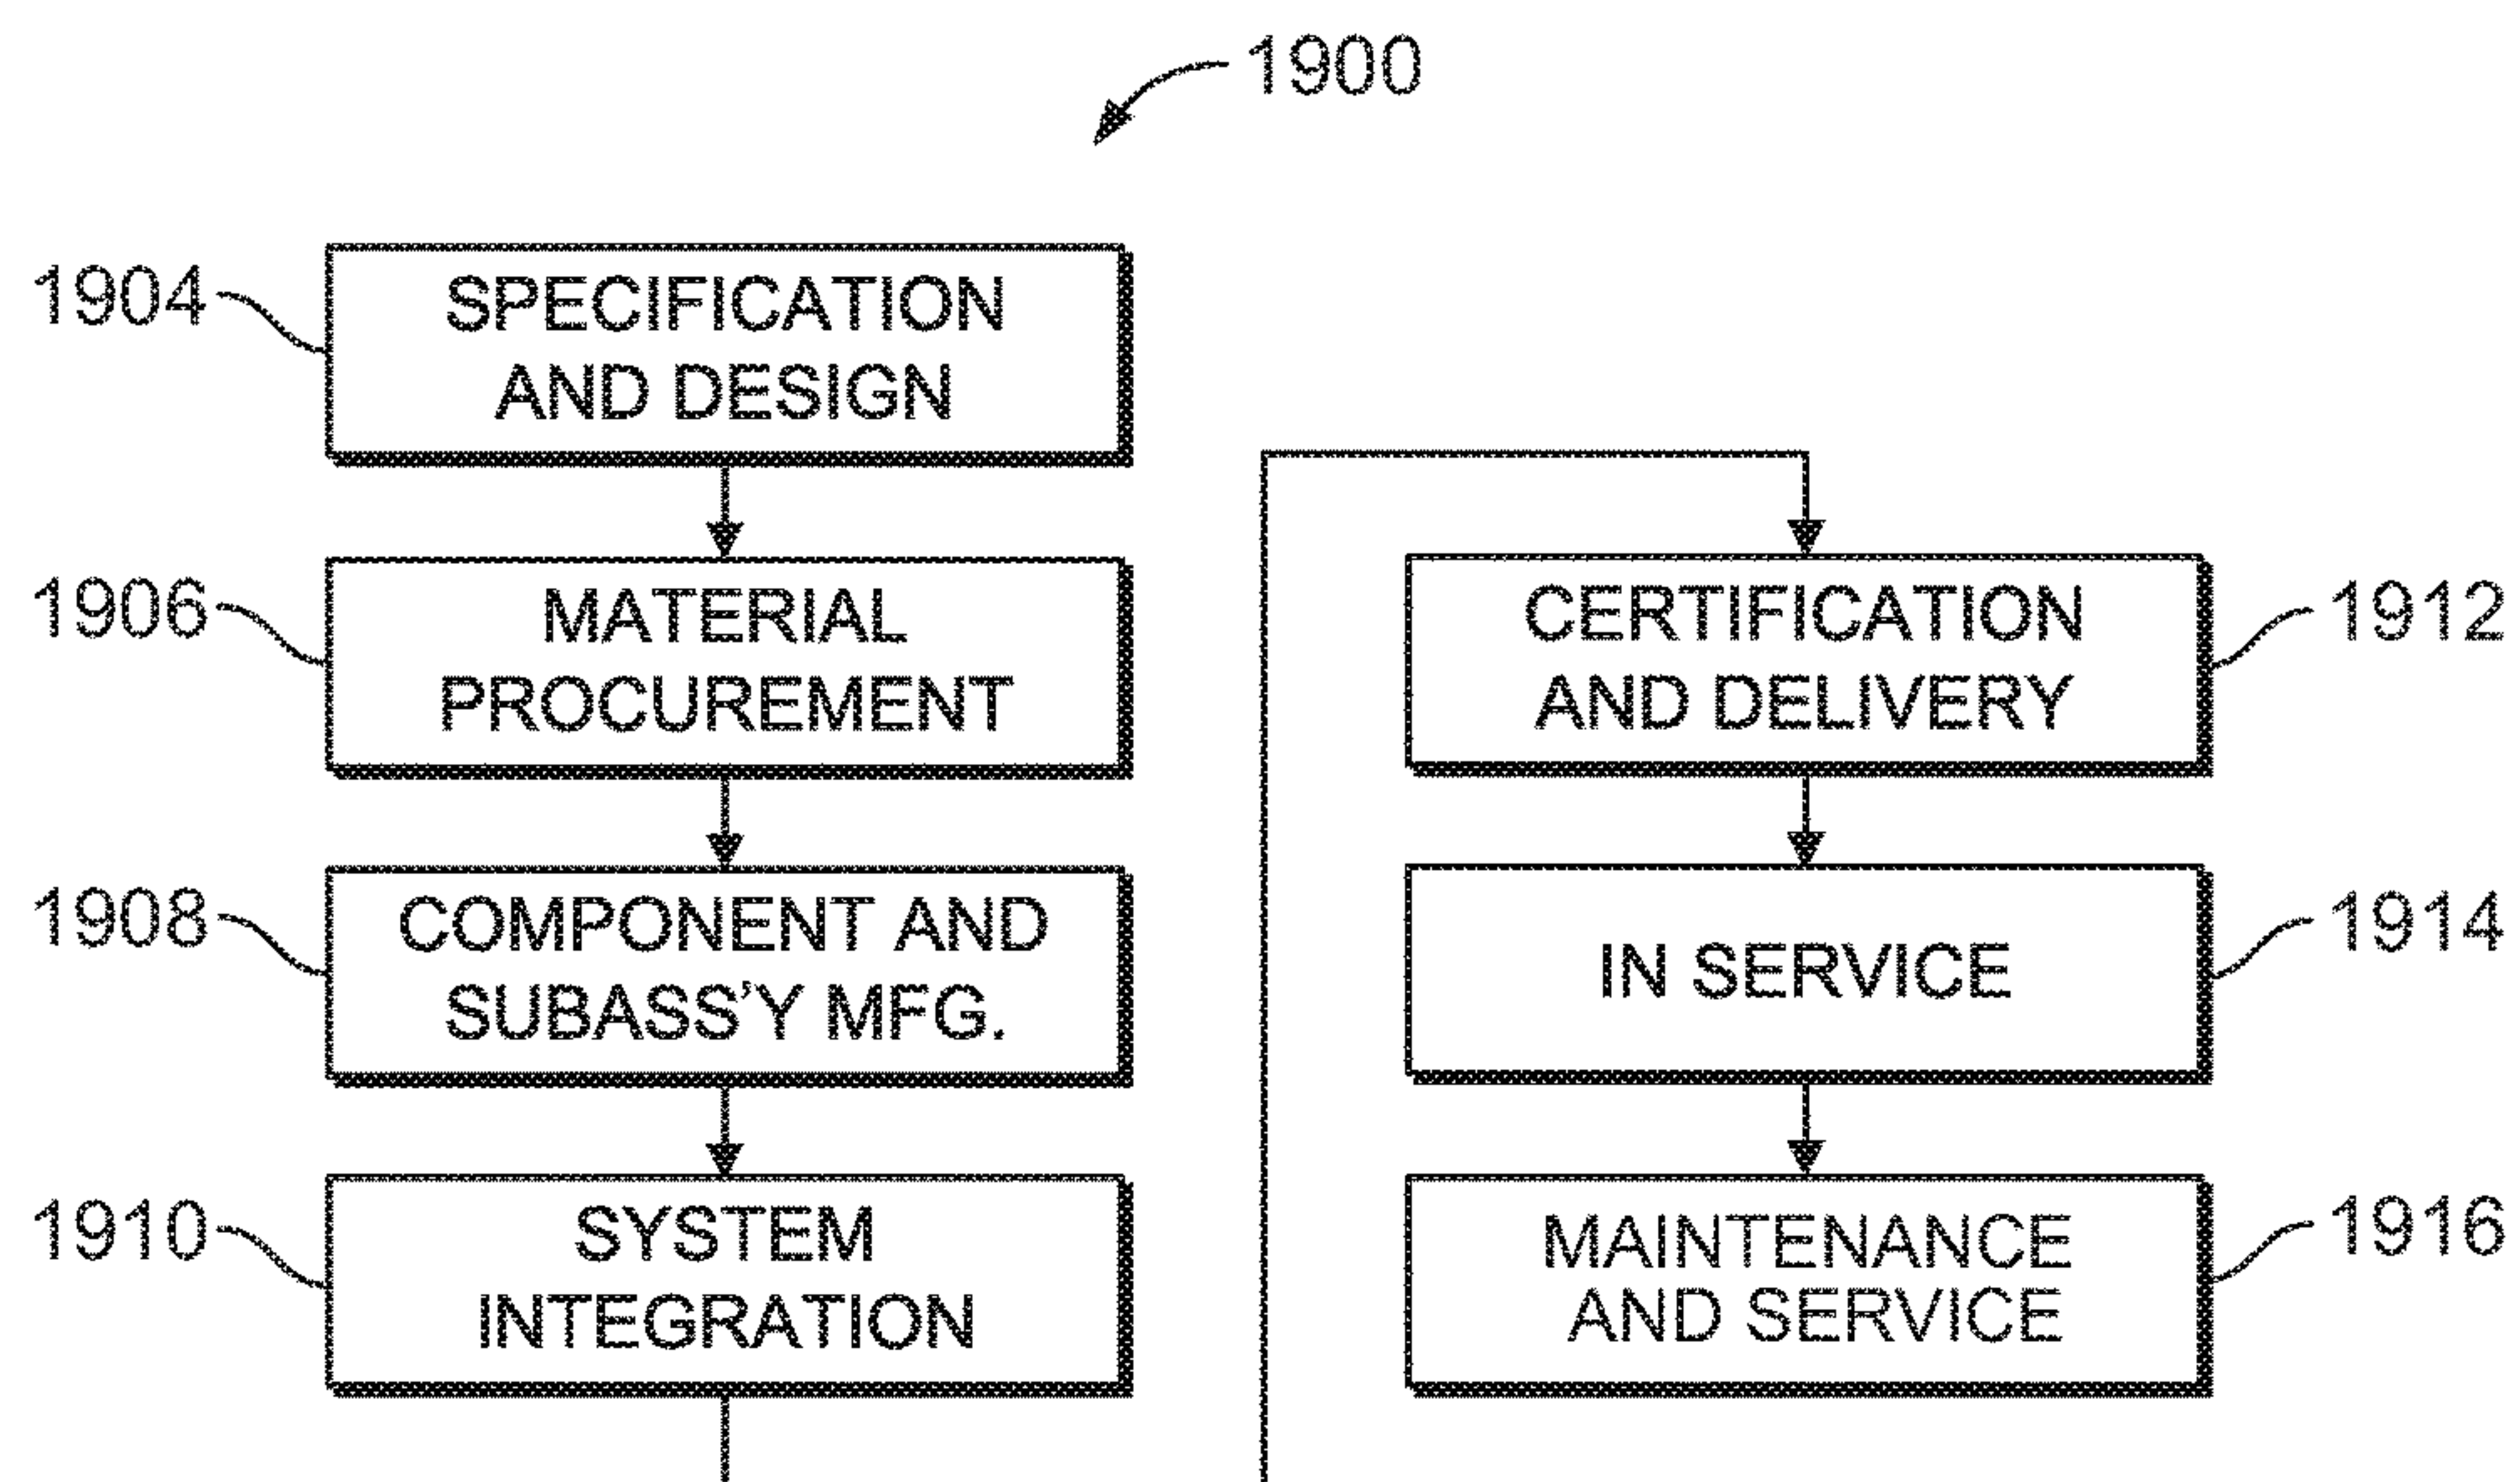 1900
1904
SPECIFICATION
AND DESIGN
1906
MATERIAL
PROCUREMENT
1908
COMPONENT AND
SUBASS'Y MFG.
1910
SYSTEM
INTEGRATION
CERTIFICATION
AND DELIVERY
1912
IN SERVICE
1914
MAINTENANCE
AND SERVICE
1916